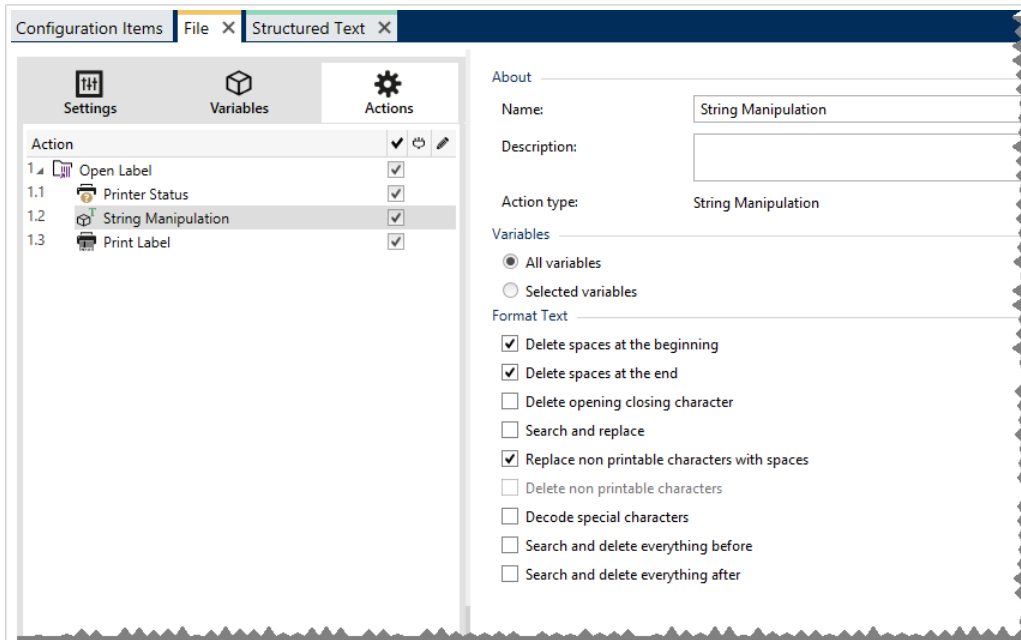 Configuration Items File Structured Text
Settings Variables Actions
Action
1 Open Label
1.1 Printer Status
1.2 String Manipulation
1.3 Print Label
About
Name: String Manipulation
Description:
Action type: String Manipulation
Variables
All variables
Selected variables
Format Text
Delete spaces at the beginning
Delete spaces at the end
Delete opening closing character
Search and replace
Replace non printable characters with spaces
Delete non printable characters
Decode special characters
Search and delete everything before
Search and delete everything after